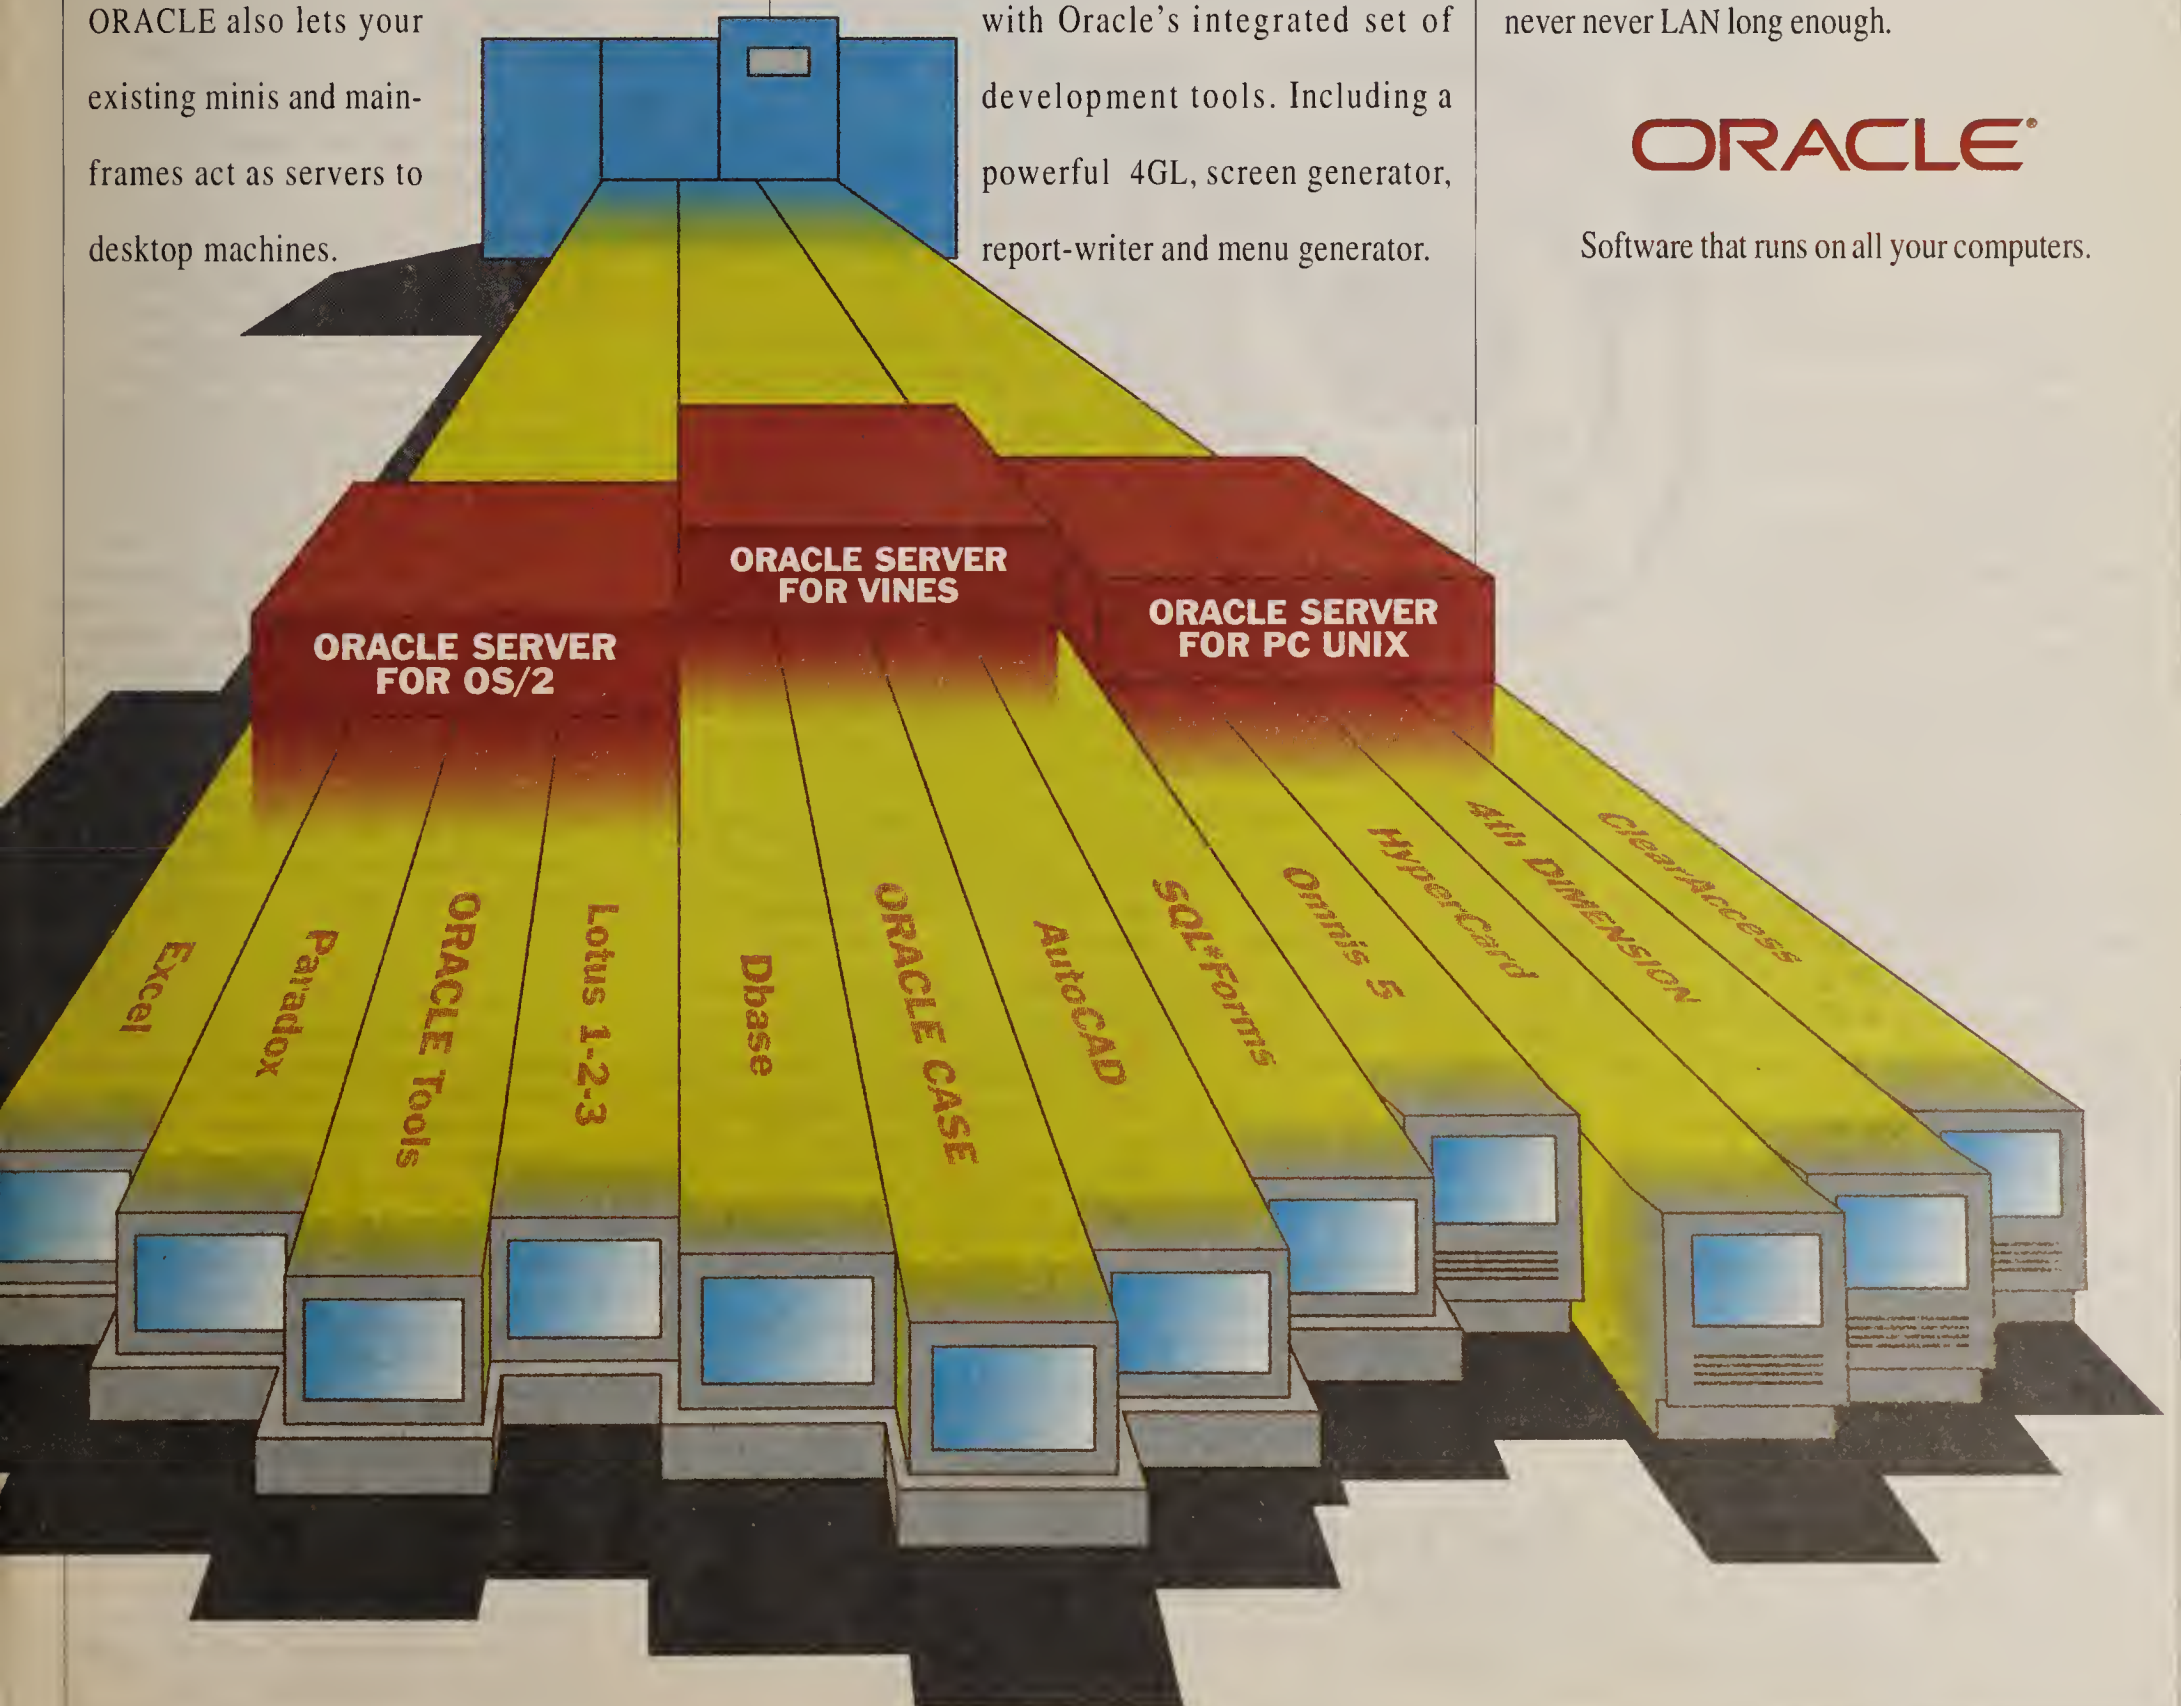 ORACLE also lets your
existing minis and main-
frames act as servers to
desktop machines.
with Oracle's integrated set of
development tools. Including a
powerful 4GL, screen generator,
report-writer and menu generator.
never never LAN long enough.
ORACLE®
Software that runs on all your computers.
ORACLE SERVER
FOR OS/2
ORACLE SERVER
FOR VINES
ORACLE SERVER
FOR PC UNIX
Excel
Paradox
ORACLE Tools
Lotus 1-2-3
Dbase
ORACLE CASE
AutoCAD
SQL*Forms
Omnis 5
HyperCard
4th DIMENSION
ClearAccess